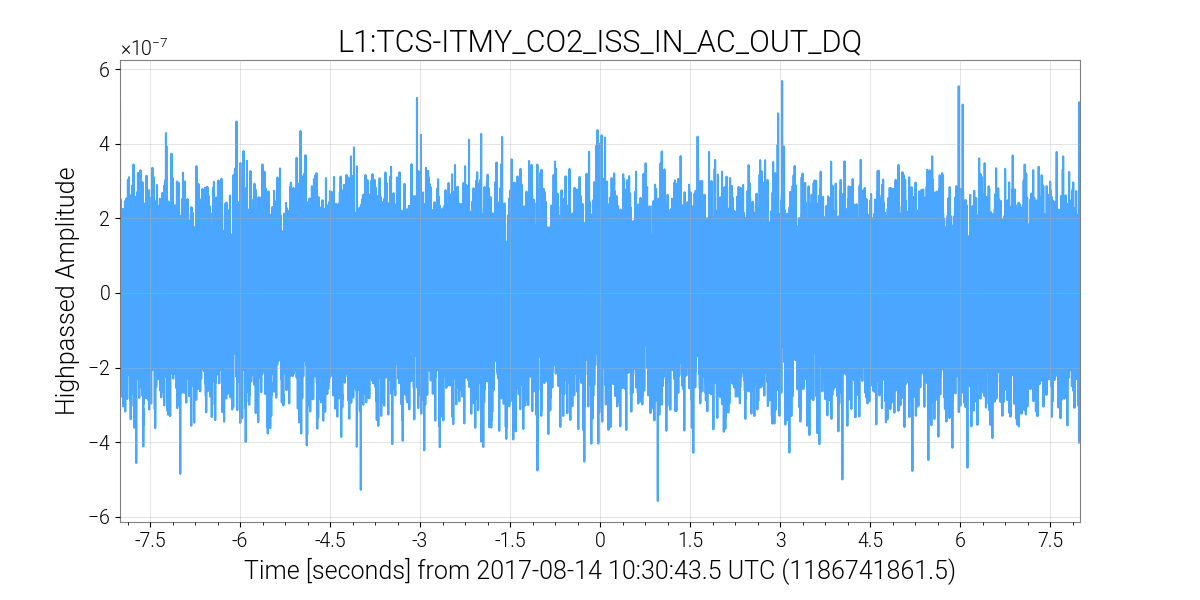 L1:TCS-ITMY_CO2_ISS_IN_AC_OUT_DQ
×10⁻⁷
6
4
2
0
−2
−4
−6
Highpassed Amplitude
-7.5 -6 -4.5 -3 -1.5 0 1.5 3 4.5 6 7.5
Time [seconds] from 2017-08-14 10:30:43.5 UTC (1186741861.5)